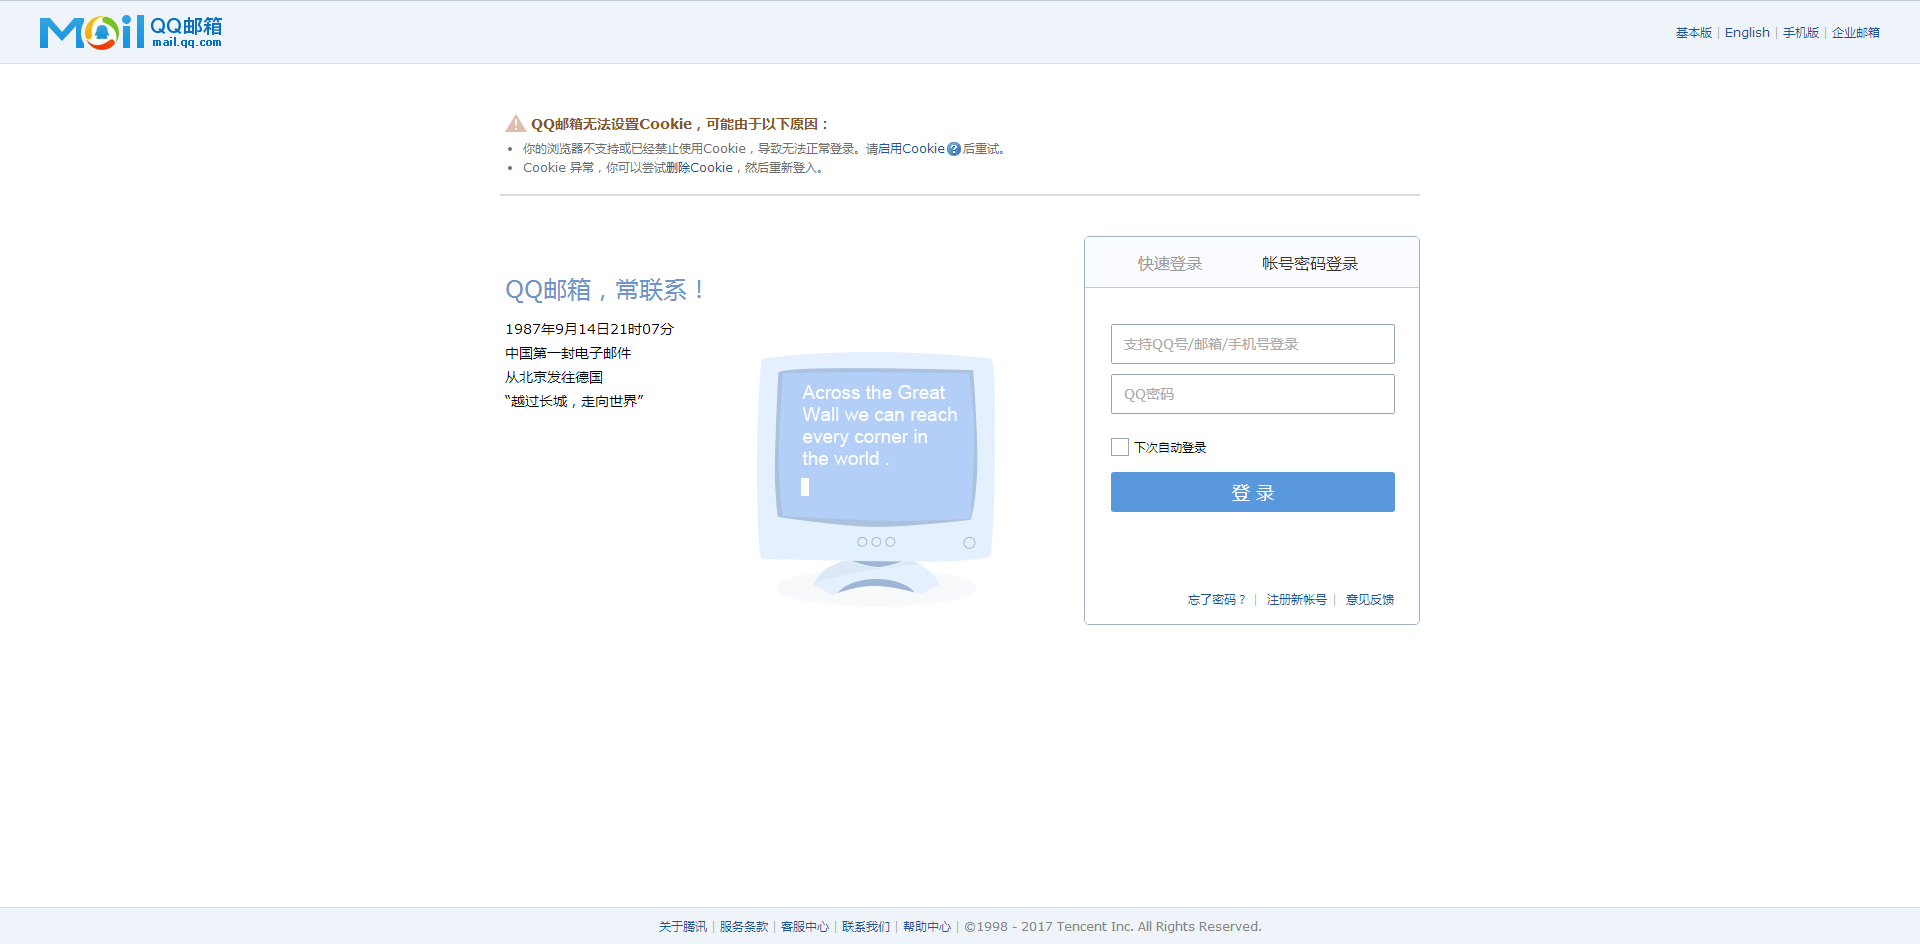 Mail QQ邮箱
mail.qq.com
基本版 | English | 手机版 | 企业邮箱
QQ邮箱无法设置Cookie，可能由于以下原因：
• 你的浏览器不支持或已经禁止使用Cookie，导致无法正常登录。请启用Cookie?后重试。
• Cookie 异常，你可以尝试删除Cookie，然后重新登入。
快速登录 帐号密码登录
QQ邮箱，常联系！
1987年9月14日21时07分
中国第一封电子邮件
从北京发往德国
“越过长城，走向世界”
Across the Great
Wall we can reach
every corner in
the world .
支持QQ号/邮箱/手机号登录
QQ密码
下次自动登录
登 录
忘了密码？ | 注册新帐号 | 意见反馈
关于腾讯 | 服务条款 | 客服中心 | 联系我们 | 帮助中心 | ©1998 - 2017 Tencent Inc. All Rights Reserved.